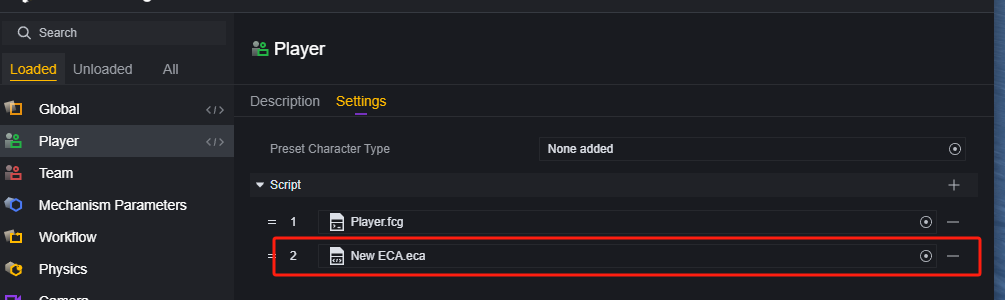 Search
Loaded Unloaded All
Global
Player
Team
Mechanism Parameters
Workflow
Physics
Player
Description Settings
Preset Character Type None added
Script
1 Player.fcg
2 New ECA.eca